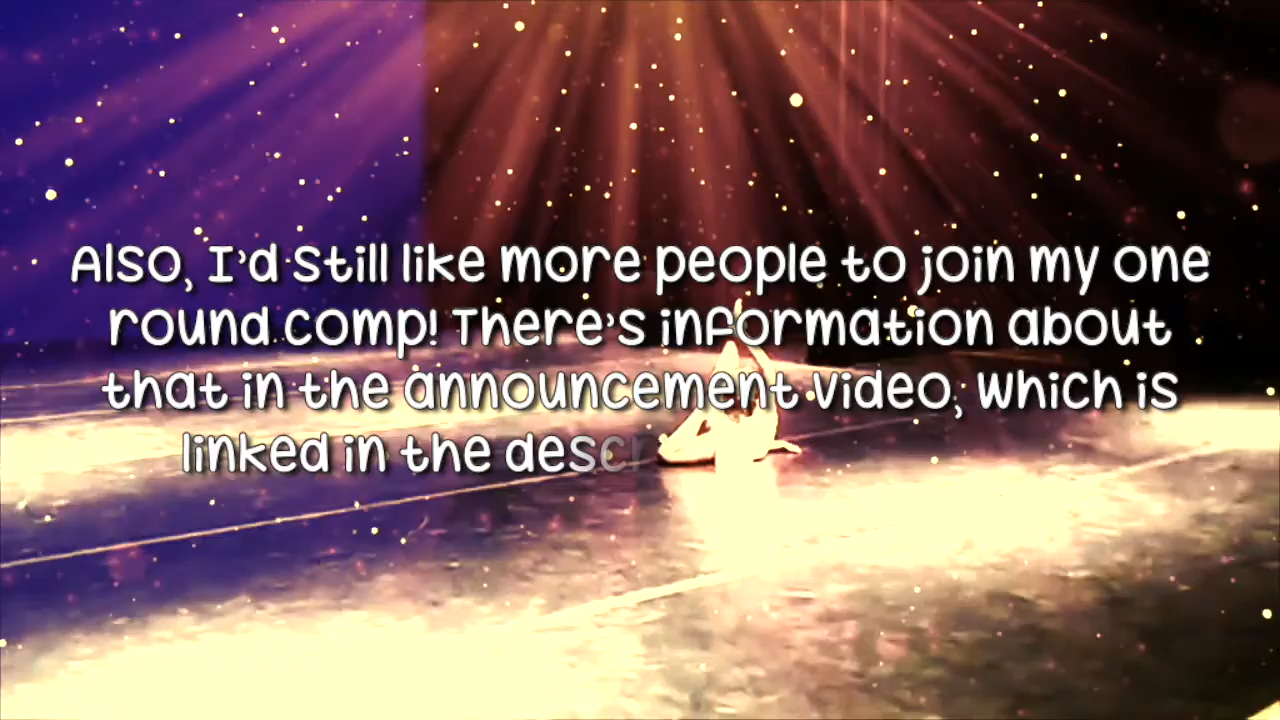 Also, I'd still like more people to join my one
round comp! There's information about
that in the announcement video, which is
linked in the descr